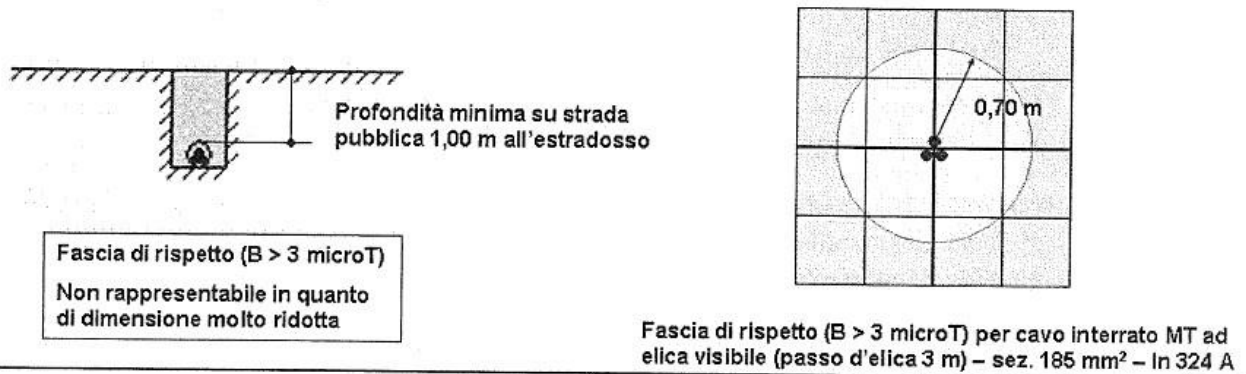 Profondità minima su strada
pubblica 1,00 m all'estradosso
0,70 m
Fascia di rispetto (B > 3 microT)
Non rappresentabile in quanto
di dimensione molto ridotta
Fascia di rispetto (B > 3 microT) per cavo interrato MT ad
elica visibile (passo d'elica 3 m) – sez. 185 mm² – In 324 A